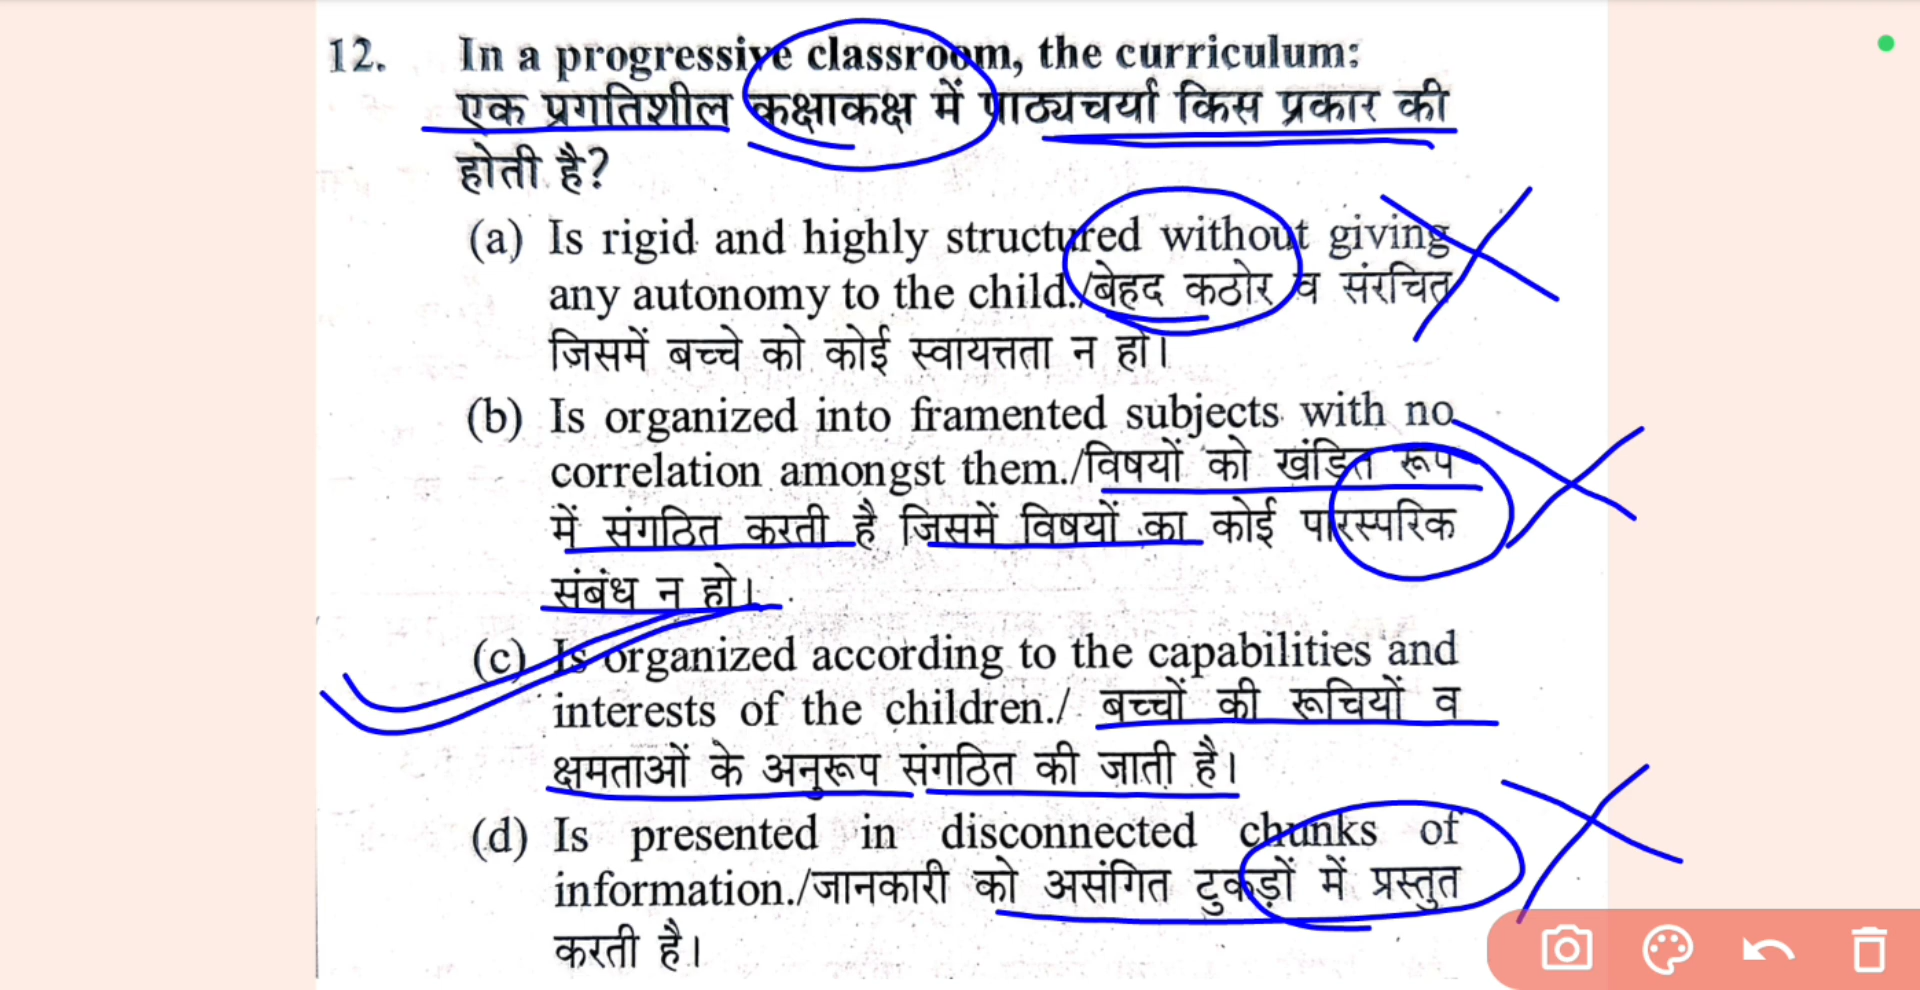 12. In a progressive classroom, the curriculum:
एक प्रगतिशील कक्षाकक्ष में पाठ्यचर्या किस प्रकार की
होती है?
(a) Is rigid and highly structured without giving
any autonomy to the child./बेहद कठोर व संरचित
जिसमें बच्चे को कोई स्वायत्तता न हो।
(b) Is organized into framented subjects with no
correlation amongst them./विषयों को खंडित रूप
में संगठित करती है जिसमें विषयों का कोई पारस्परिक
संबंध न हो।
(c) Is organized according to the capabilities and
interests of the children./ बच्चों की रूचियों व
क्षमताओं के अनुरूप संगठित की जाती है।
(d) Is presented in disconnected chunks of
information./जानकारी को असंगित टुकड़ों में प्रस्तुत
करती है।